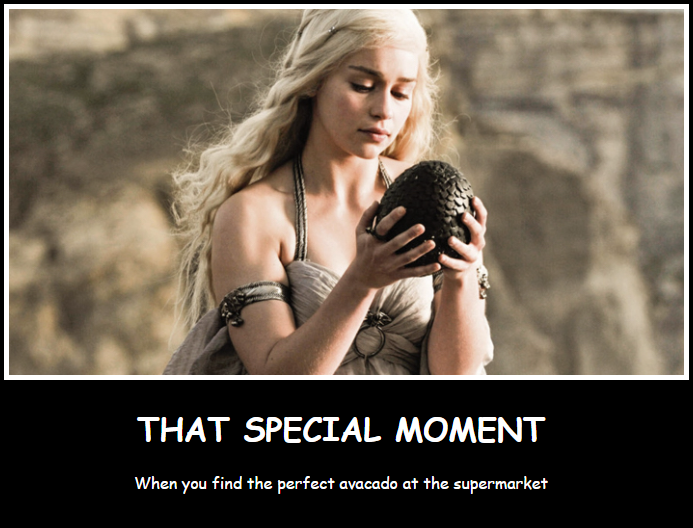 THAT SPECIAL MOMENT
When you find the perfect avacado at the supermarket